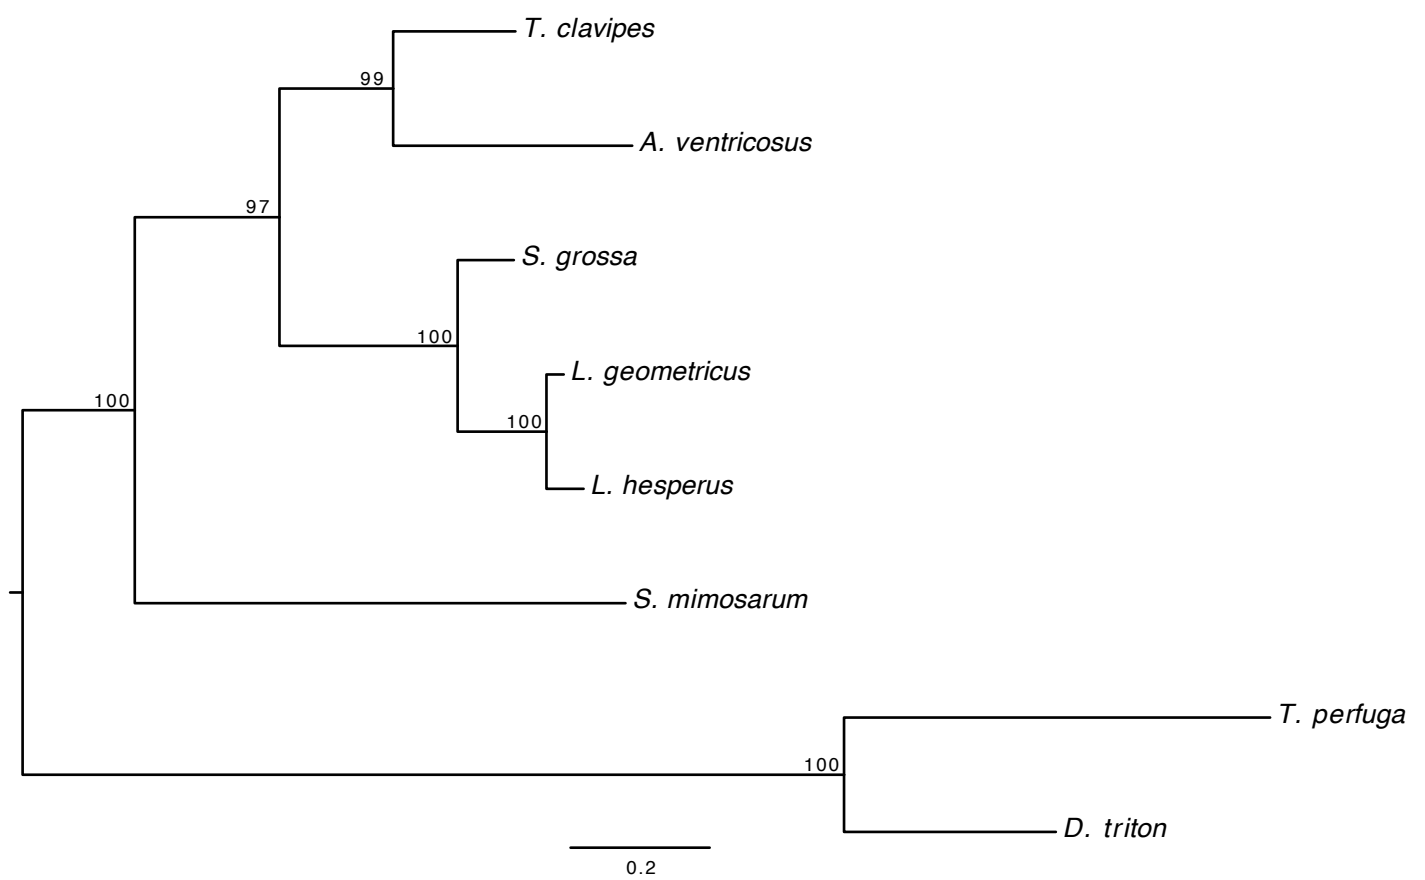 T. clavipes
99
A. ventricosus
97
S. grossa
100
L. geometricus
100
100
L. hesperus
S. mimosarum
T. perfuga
100
D. triton
0.2